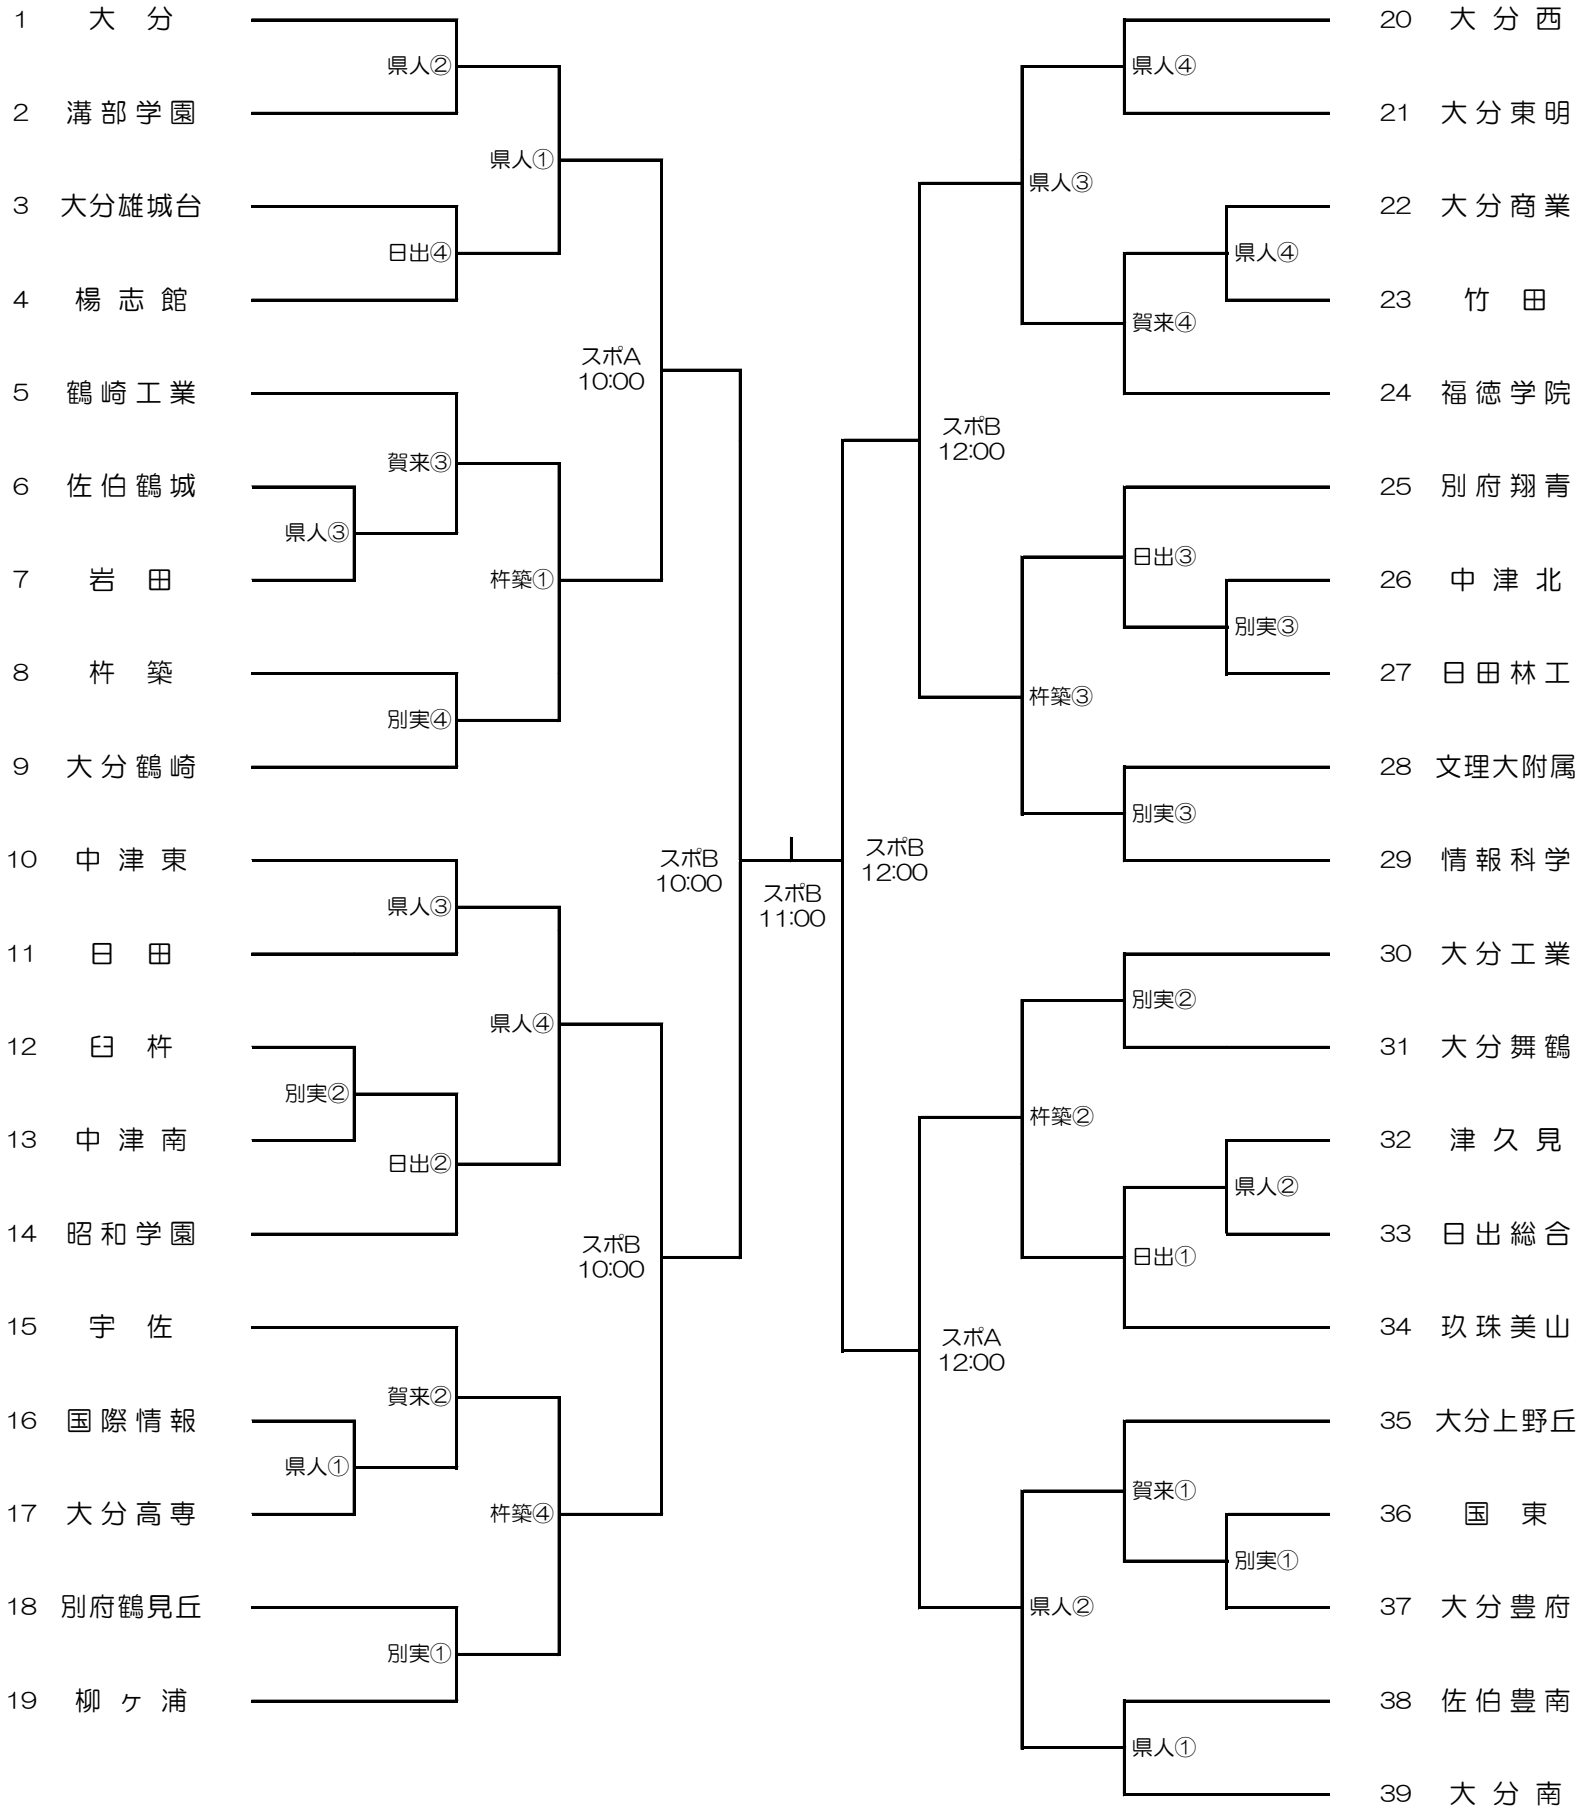 1 大分
県人②
2 溝部学園
県人①
3 大分雄城台
日出④
4 楊志館
スポA
10:00
5 鶴崎工業
賀来③
6 佐伯鶴城
県人③
7 岩田
杵築①
8 杵築
別実④
9 大分鶴崎
スポB
10:00
10 中津東
県人③
11 日田
県人④
12 臼杵
別実②
13 中津南
日出②
14 昭和学園
スポB
10:00
15 宇佐
賀来②
16 国際情報
県人①
17 大分高専
杵築④
18 別府鶴見丘
別実①
19 柳ヶ浦
スポB
11:00
20 大分西
県人④
21 大分東明
県人③
22 大分商業
県人④
23 竹田
賀来④
24 福徳学院
スポB
12:00
25 別府翔青
日出③
26 中津北
別実③
27 日田林工
杵築③
28 文理大附属
別実③
29 情報科学
スポB
12:00
30 大分工業
別実②
31 大分舞鶴
杵築②
32 津久見
県人②
33 日出総合
日出①
34 玖珠美山
スポA
12:00
35 大分上野丘
賀来①
36 国東
別実①
37 大分豊府
県人②
38 佐伯豊南
県人①
39 大分南